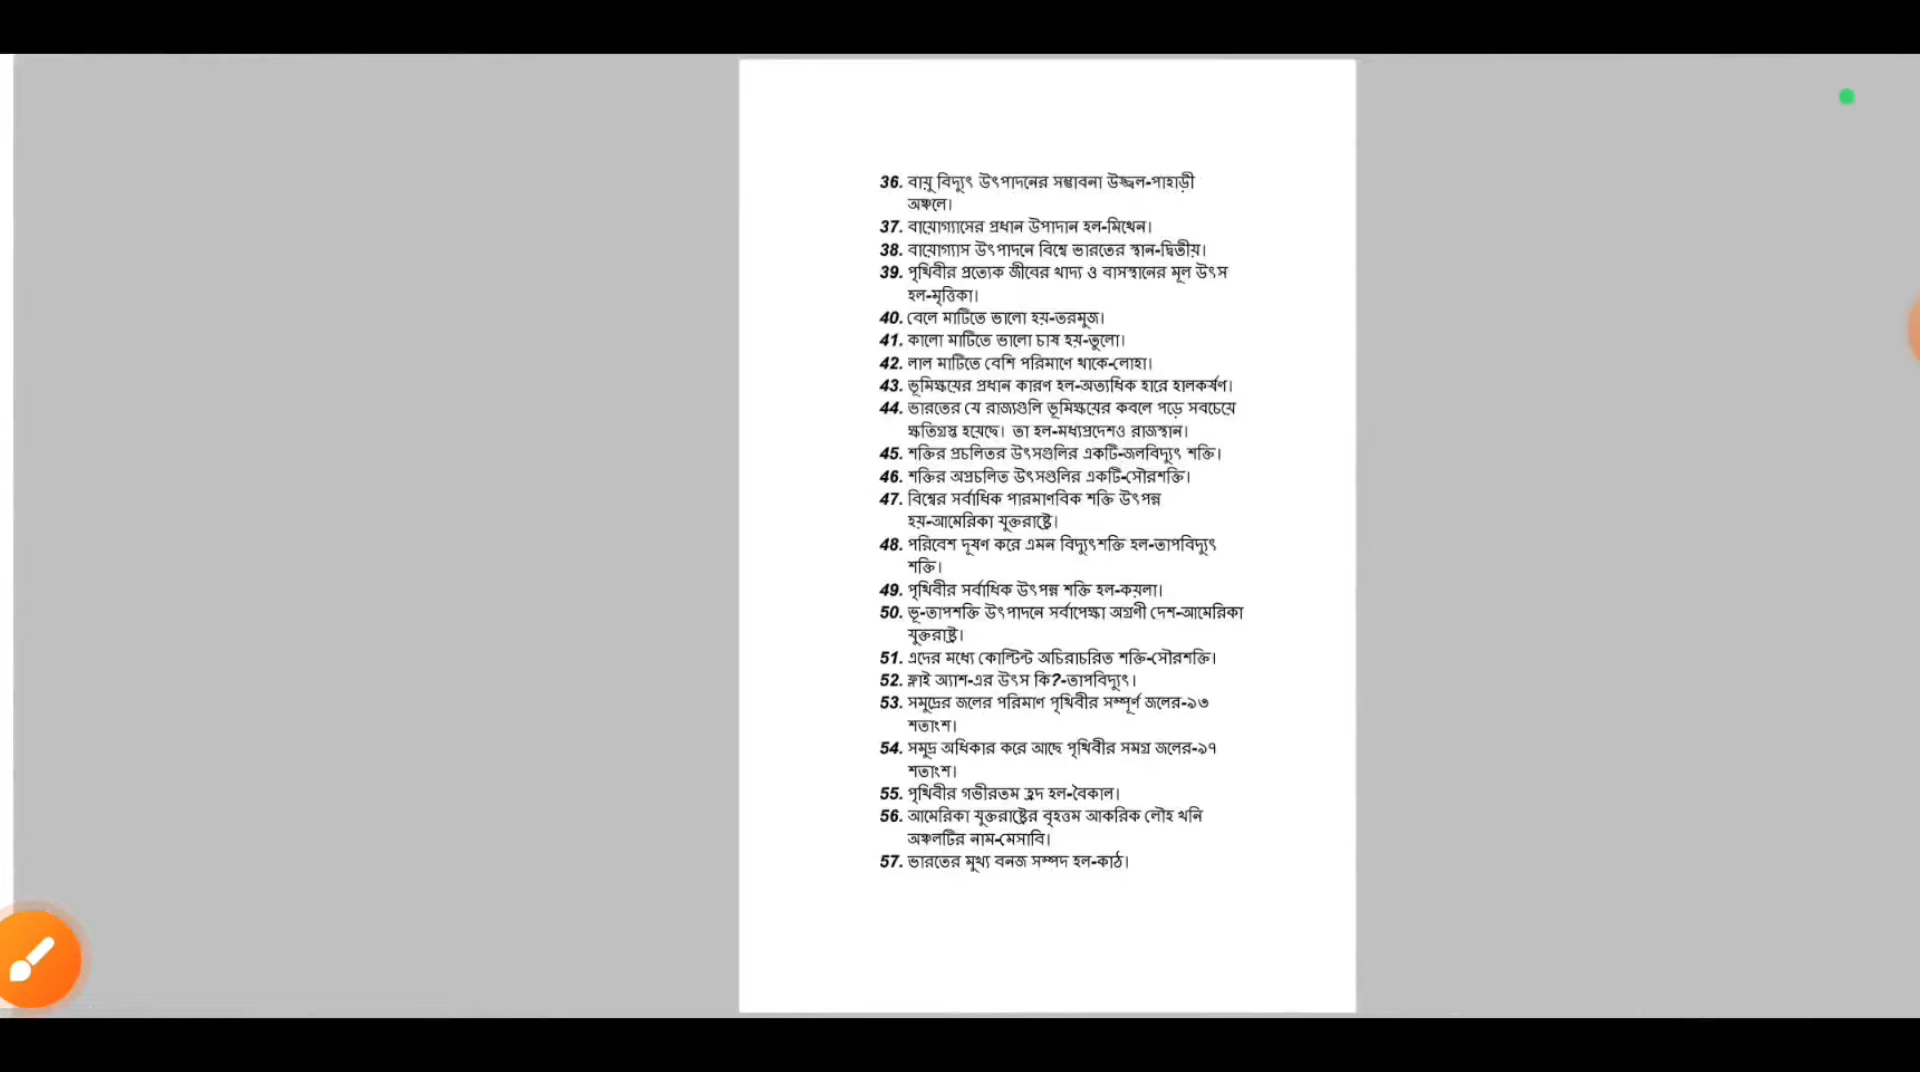 36. বায়ু বিদ্যুৎ উৎপাদনের সম্ভাবনা উজ্জ্বল-পাহাড়ী
অঞ্চলে।
37. বায়োগ্যাসের প্রধান উপাদান হল-মিথেন।
38. বায়োগ্যাস উৎপাদনে বিশ্বে ভারতের স্থান-দ্বিতীয়।
39. পৃথিবীর প্রত্যেক জীবের খাদ্য ও বাসস্থানের মূল উৎস
হল-মৃত্তিকা।
40. বেলে মাটিতে ভালো হয়-তরমুজ।
41. কালো মাটিতে ভালো চাষ হয়-তুলো।
42. লাল মাটিতে বেশি পরিমাণে থাকে-লোহা।
43. ভূমিক্ষয়ের প্রধান কারণ হল-অত্যধিক হারে হালকর্ষণ।
44. ভারতের যে রাজ্যগুলি ভূমিক্ষয়ের কবলে পড়ে সবচেয়ে
ক্ষতিগ্রস্ত হয়েছে। তা হল-মধ্যপ্রদেশও রাজস্থান।
45. শক্তির প্রচলিতর উৎসগুলির একটি-জলবিদ্যুৎ শক্তি।
46. শক্তির অপ্রচলিত উৎসগুলির একটি-সৌরশক্তি।
47. বিশ্বের সর্বাধিক পারমাণবিক শক্তি উৎপন্ন
হয়-আমেরিকা যুক্তরাষ্ট্রে।
48. পরিবেশ দূষণ করে এমন বিদ্যুৎশক্তি হল-তাপবিদ্যুৎ
শক্তি।
49. পৃথিবীর সর্বাধিক উৎপন্ন শক্তি হল-কয়লা।
50. ভূ-তাপশক্তি উৎপাদনে সর্বাপেক্ষা অগ্রণী দেশ-আমেরিকা
যুক্তরাষ্ট্র।
51. এদের মধ্যে কোন্টিন্ট অচিরাচরিত শক্তি-সৌরশক্তি।
52. ফ্লাই অ্যাশ-এর উৎস কি?-তাপবিদ্যুৎ।
53. সমুদ্রের জলের পরিমাণ পৃথিবীর সম্পূর্ণ জলের-৯৩
শতাংশ।
54. সমুদ্র অধিকার করে আছে পৃথিবীর সমগ্র জলের-৯৭
শতাংশ।
55. পৃথিবীর গভীরতম হ্রদ হল-বৈকাল।
56. আমেরিকা যুক্তরাষ্ট্রের বৃহত্তম আকরিক লৌহ খনি
অঞ্চলটির নাম-মেসাবি।
57. ভারতের মুখ্য বনজ সম্পদ হল-কাঠ।